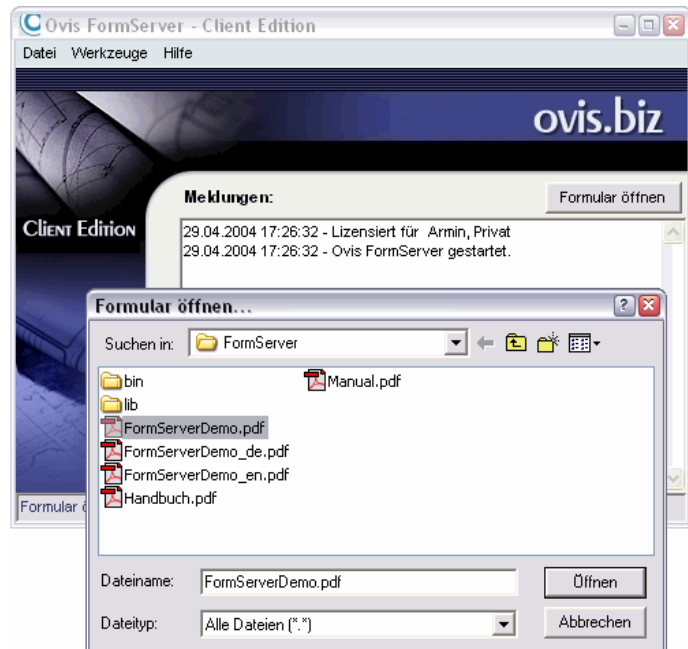 Ovis FormServer - Client Edition
Datei Werkzeuge Hilfe
ovis.biz
CLIENT EDITION
Meldungen:
Formular öffnen
29.04.2004 17:26:32 - Lizensiert für Armin, Privat
29.04.2004 17:26:32 - Ovis FormServer gestartet.
Formular öffnen...
Suchen in:
FormServer
bin
lib
FormServerDemo.pdf
FormServerDemo_de.pdf
FormServerDemo_en.pdf
Handbuch.pdf
Manual.pdf
Formular
Dateiname:
FormServerDemo.pdf
Öffnen
Dateityp:
Alle Dateien (*.*)
Abbrechen